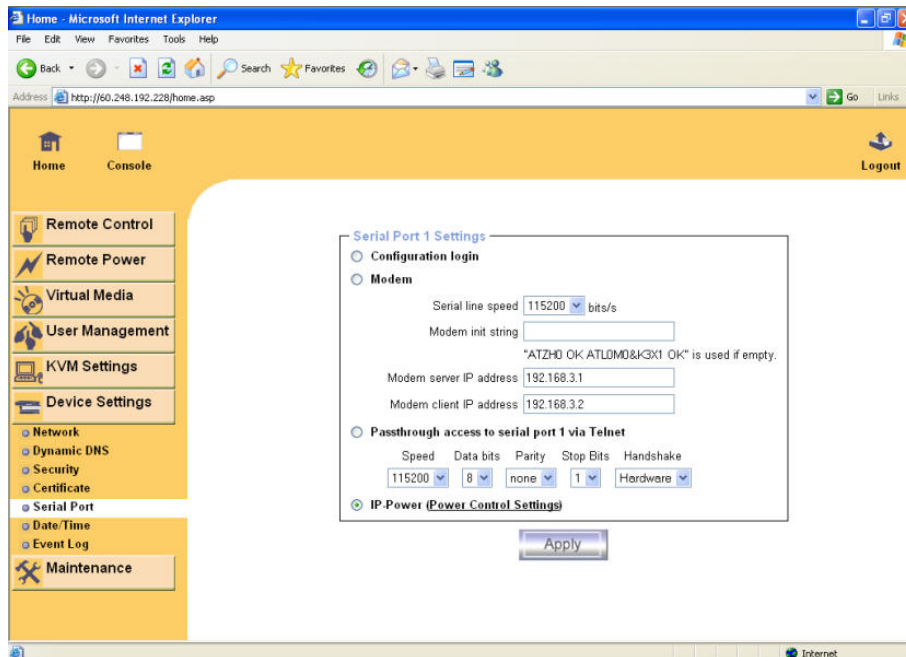 Home - Microsoft Internet Explorer
File Edit View Favorites Tools Help
Back Search Favorites
Address http://60.248.192.228/home.asp Go Links
Home Console Logout
Remote Control
Remote Power
Virtual Media
User Management
KVM Settings
Device Settings
Network
Dynamic DNS
Security
Certificate
Serial Port
Date/Time
Event Log
Maintenance
Serial Port 1 Settings
Configuration login
Modem
Serial line speed 115200 bits/s
Modem init string
"ATZH0 OK ATL0M0&K3X1 OK" is used if empty.
Modem server IP address 192.168.3.1
Modem client IP address 192.168.3.2
Passthrough access to serial port 1 via Telnet
Speed Data bits Parity Stop Bits Handshake
115200 8 none 1 Hardware
IP-Power (Power Control Settings)
Apply
Internet